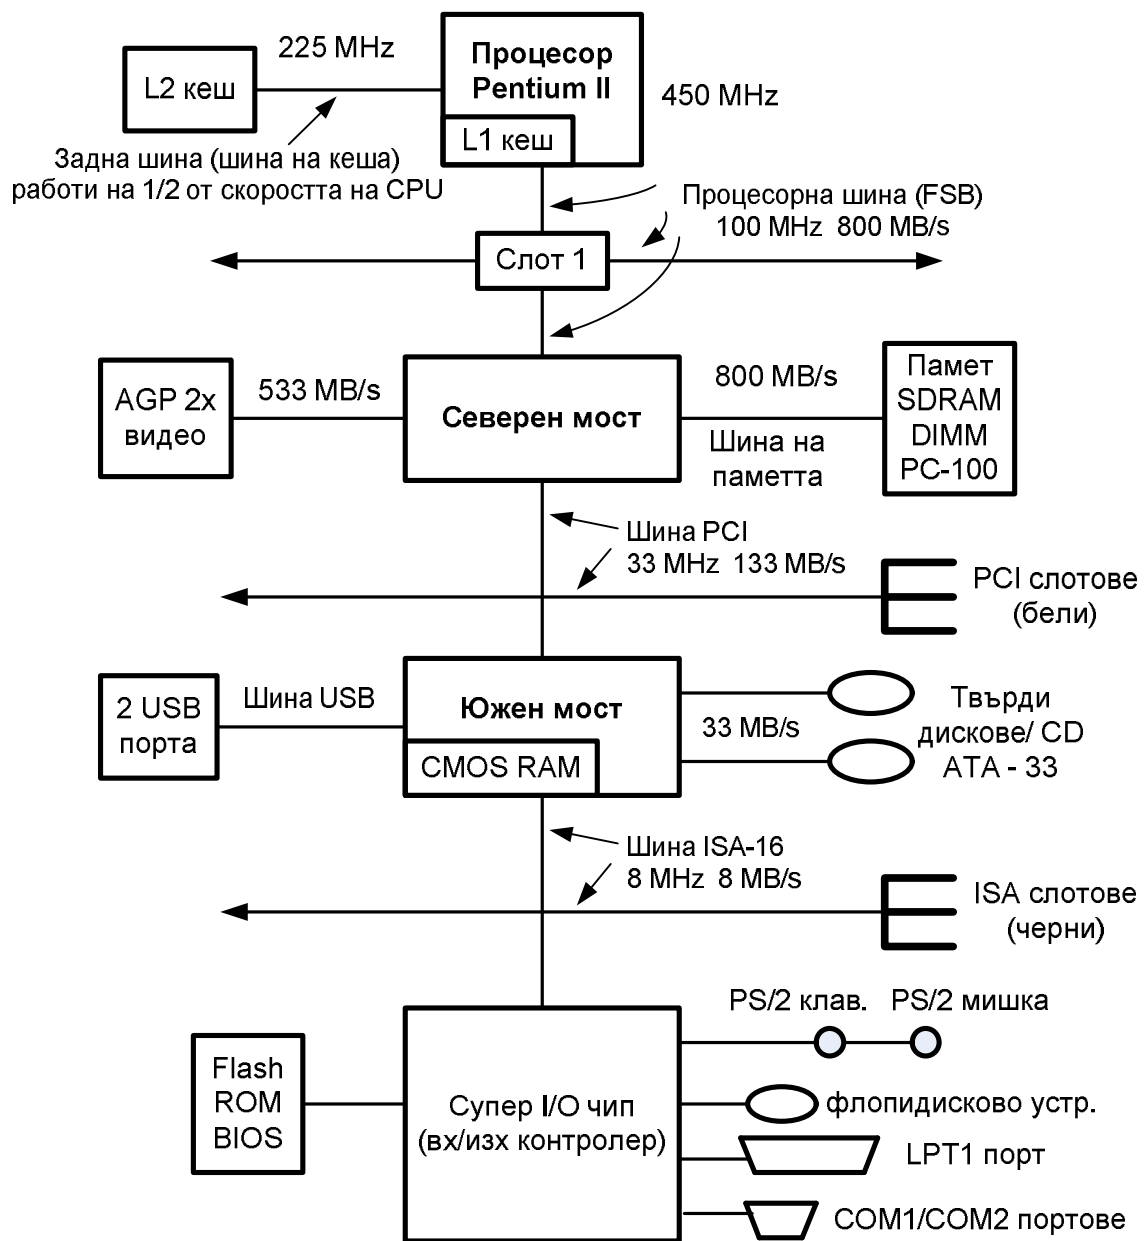 225 MHz
Процесор
Pentium II
L2 кеш
450 MHz
L1 кеш
Задна шина (шина на кеша)
работи на 1/2 от скоростта на CPU
Процесорна шина (FSB)
100 MHz 800 MB/s
Слот 1
AGP 2x
видео
533 MB/s
Северен мост
800 MB/s
Шина на
паметта
Памет
SDRAM
DIMM
PC-100
Шина PCI
33 MHz 133 MB/s
PCI слотове
(бели)
2 USB
порта
Шина USB
Южен мост
CMOS RAM
33 MB/s
Твърди
дискове/ CD
ATA - 33
Шина ISA-16
8 MHz 8 MB/s
ISA слотове
(черни)
PS/2 клав.
PS/2 мишка
Flash
ROM
BIOS
Супер I/O чип
(вх/изх контролер)
флопидисково устр.
LPT1 порт
COM1/COM2 портове